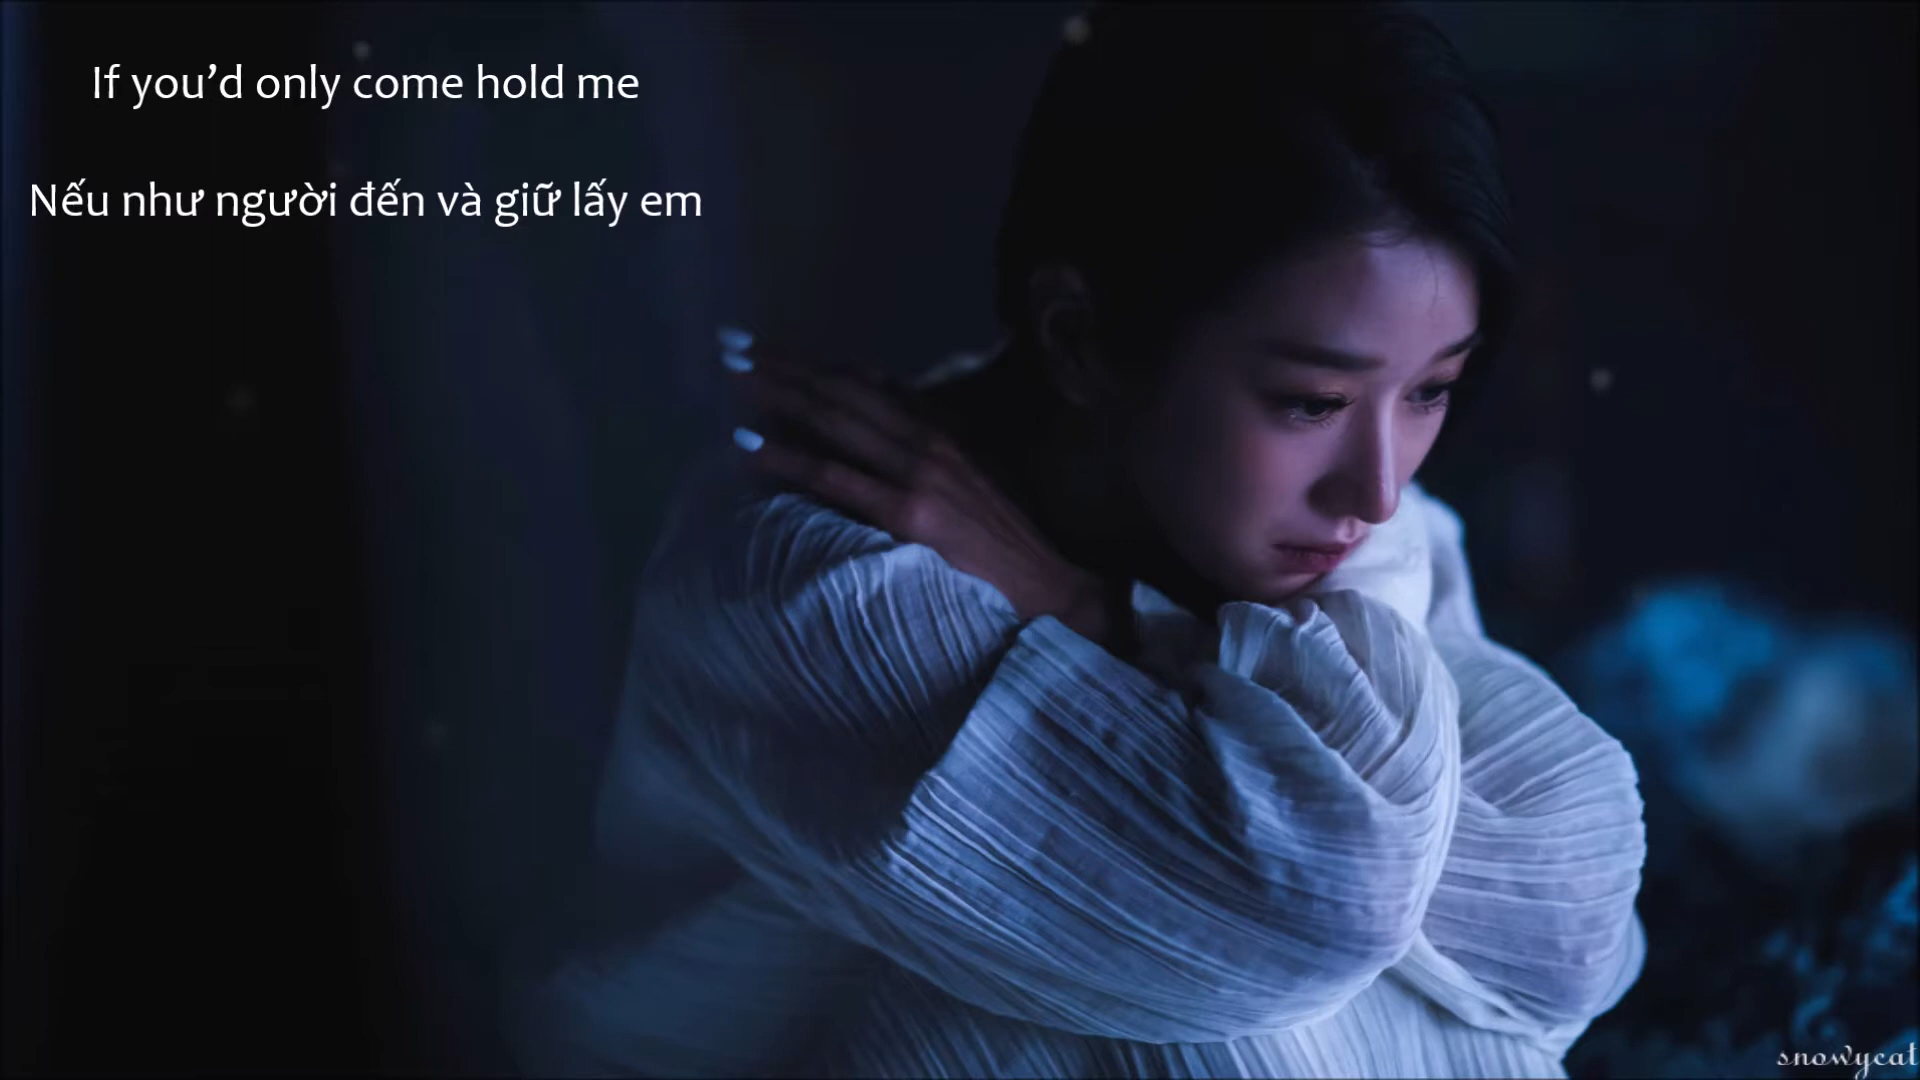 If you’d only come hold me
Nếu như người đến và giữ lấy em
snowycat